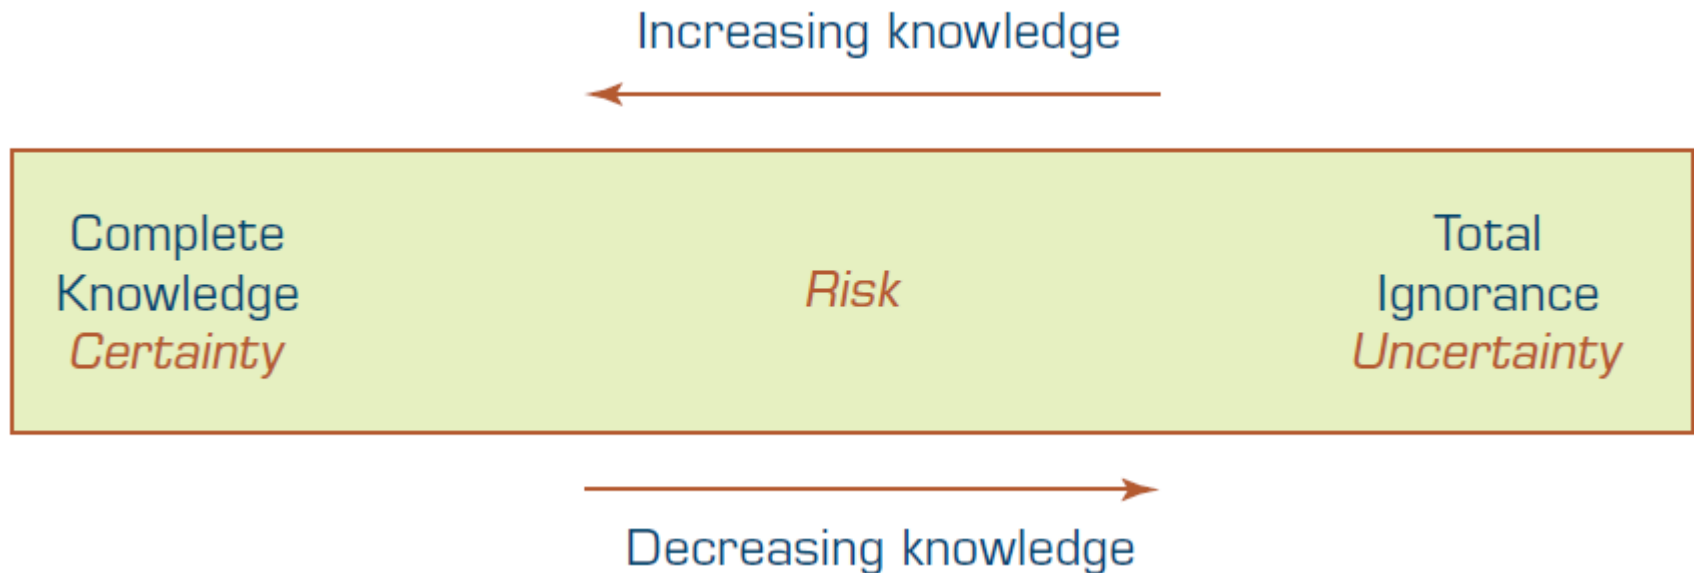 Increasing knowledge
Complete
Knowledge
Certainty
Risk
Total
Ignorance
Uncertainty
Decreasing knowledge